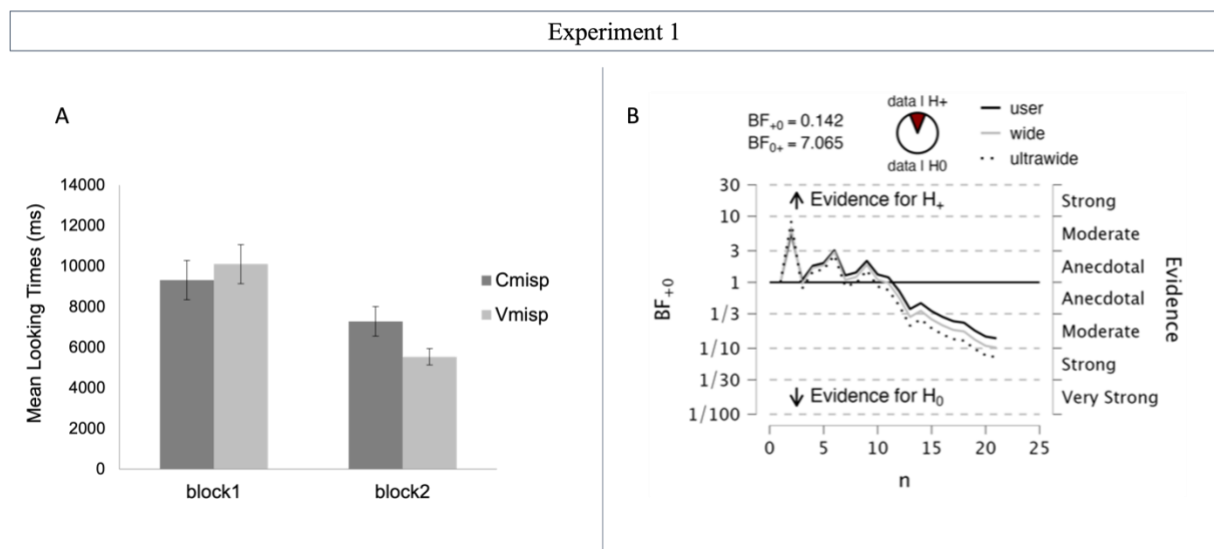 Experiment 1
A
14000
12000
10000
8000
6000
4000
2000
0
Mean Looking Times (ms)
block1
block2
Cmisp
Vmisp
B
BF+0 = 0.142
BF0+ = 7.065
data | H+
data | H0
user
wide
ultrawide
30
10
3
1
1/3
1/10
1/30
1/100
BF+0
Evidence for H+
Evidence for H0
Strong
Moderate
Anecdotal
Anecdotal
Moderate
Strong
Very Strong
Evidence
0 5 10 15 20 25
n